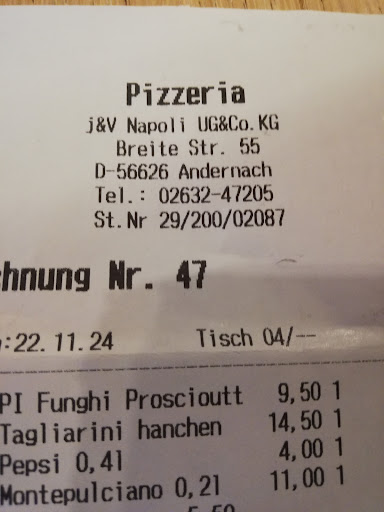 Pizzeria
j&V Napoli UG&Co.KG
Breite Str. 55
D-56626 Andernach
Tel.: 02632-47205
St.Nr 29/200/02087
chnung Nr. 47
:22.11.24 Tisch 04/--
PI Funghi Proscioutt 9,50 1
Tagliarini hanchen 14,50 1
Pepsi 0,4l 4,00 1
Montepulciano 0,2l 11,00 1